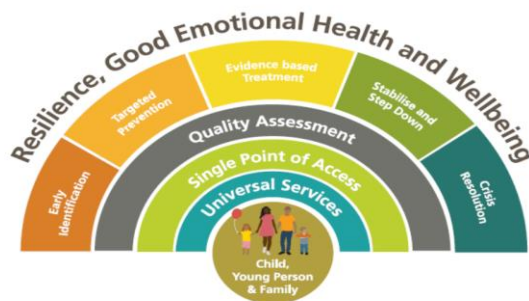 Resilience, Good Emotional Health and Wellbeing
Early
Identification
Targeted
Prevention
Evidence based
Treatment
Stabilise and
Step Down
Crisis
Resolution
Quality Assessment
Single Point of Access
Universal Services
Child,
Young Person
& Family